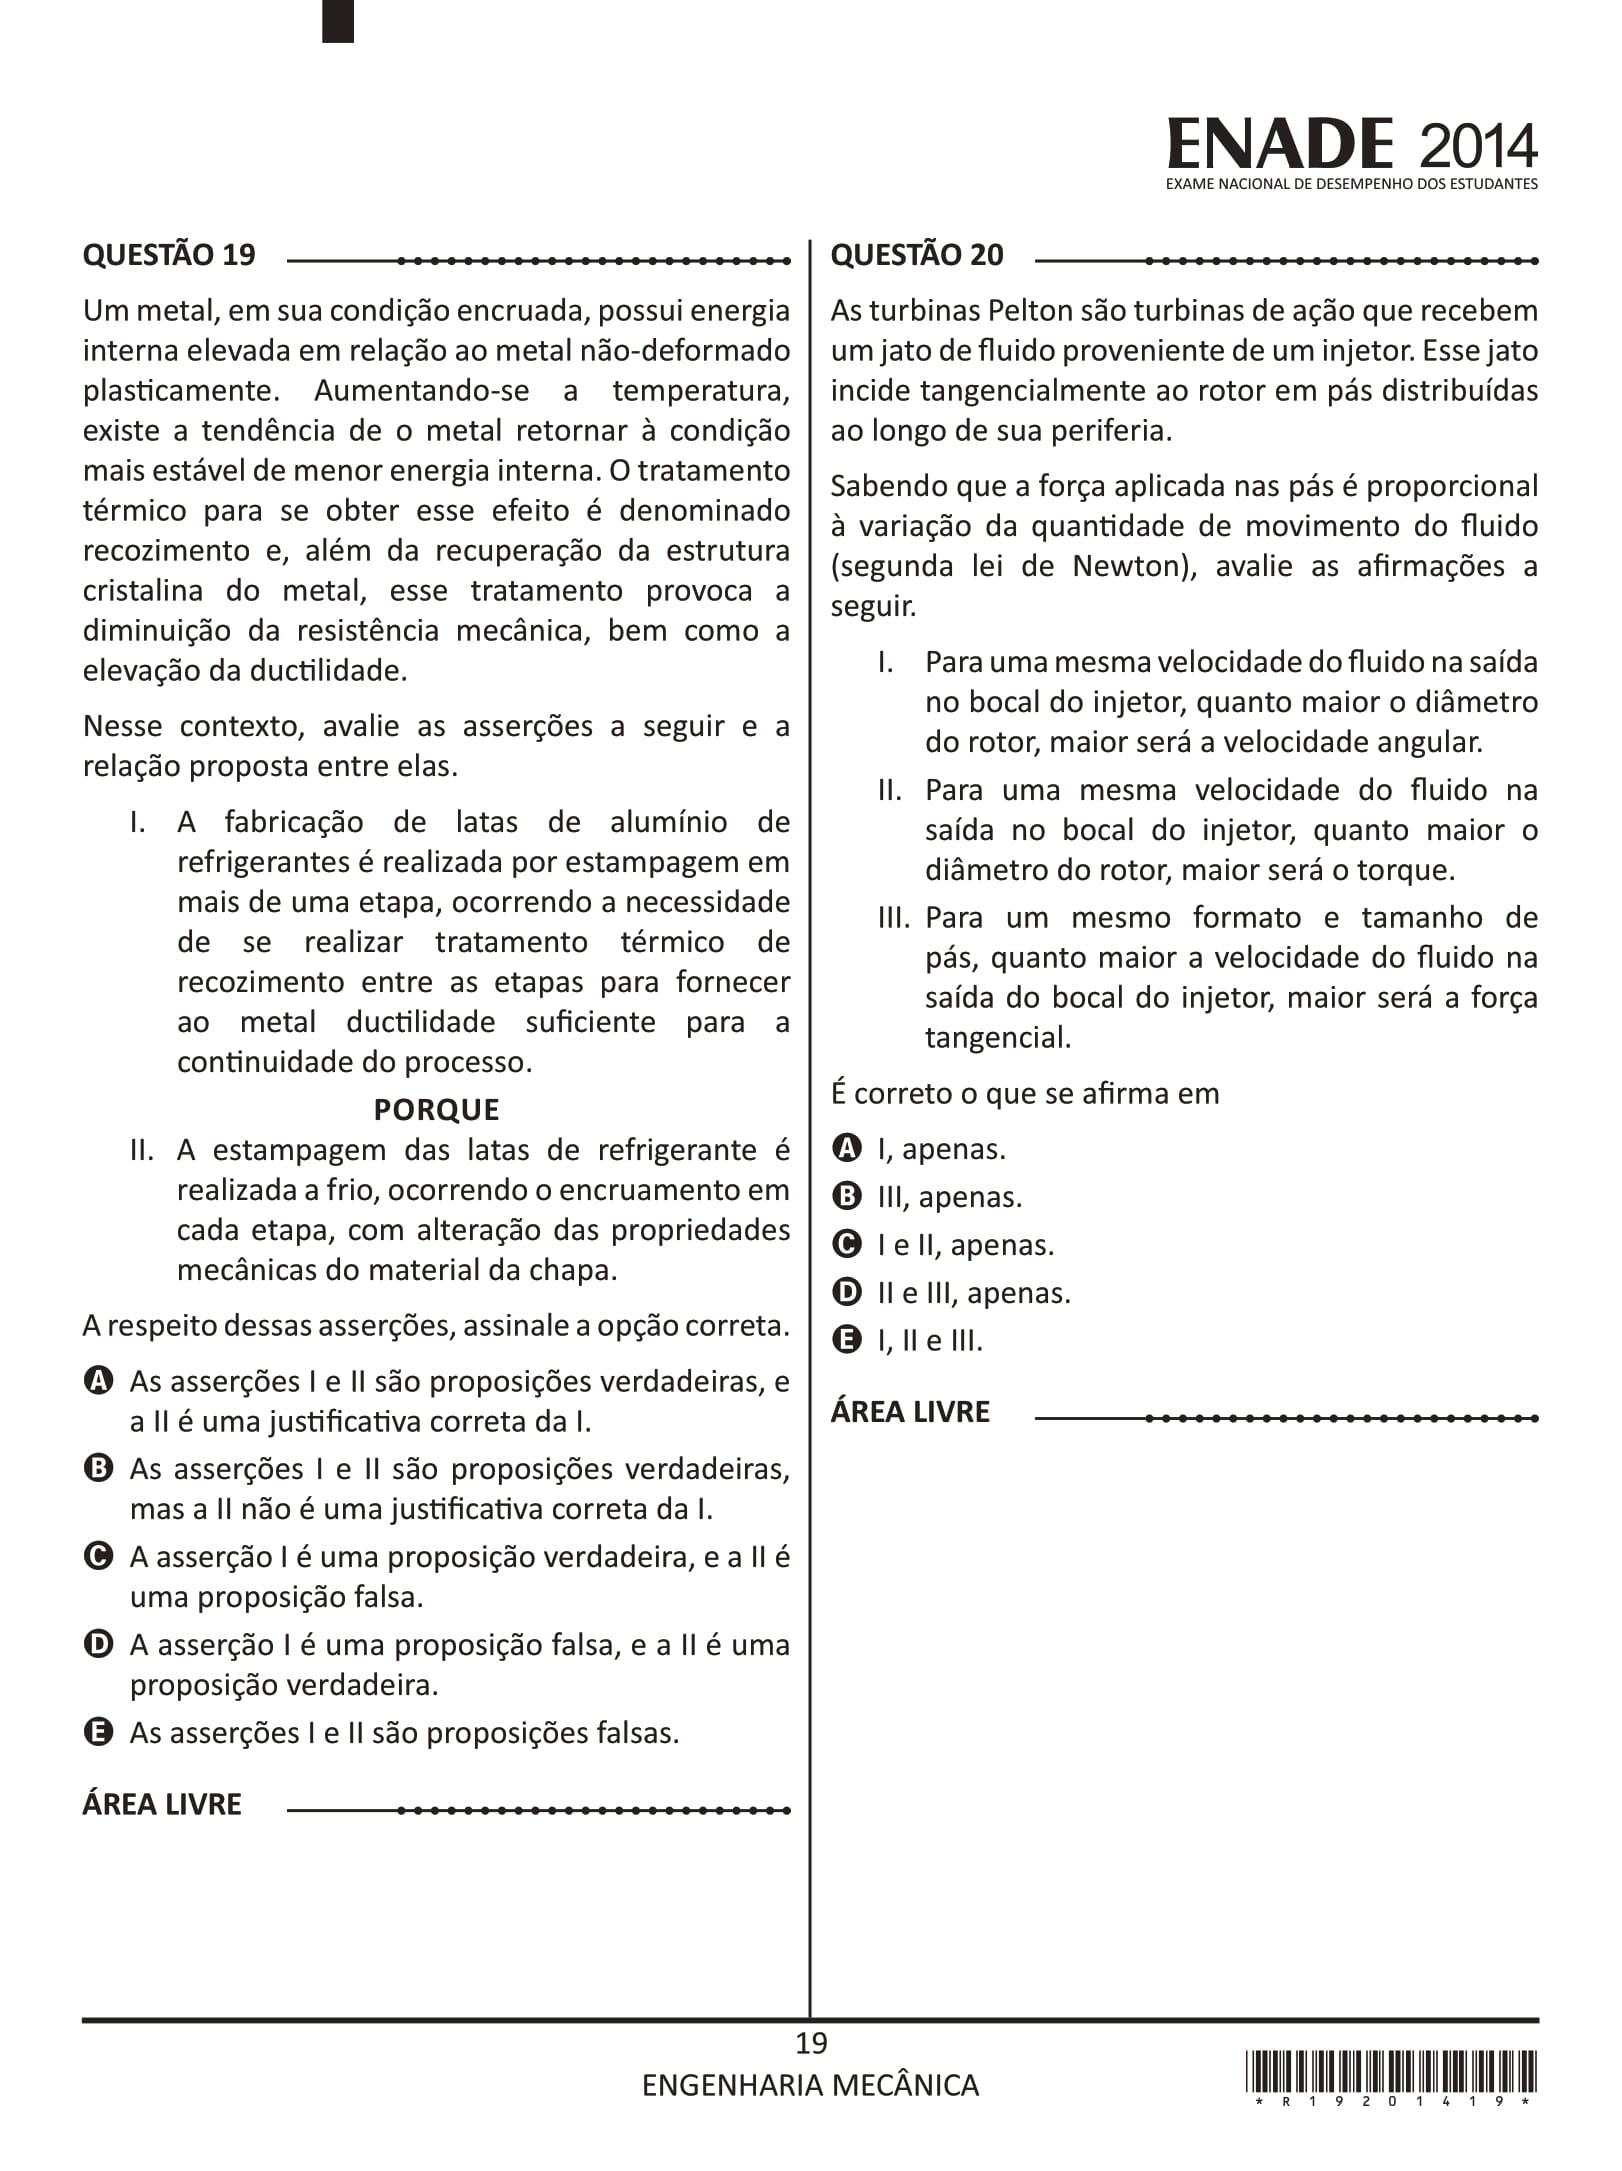 ENADE 2014
EXAME NACIONAL DE DESEMPENHO DOS ESTUDANTES
QUESTÃO 19
Um metal, em sua condição encruada, possui energia
interna elevada em relação ao metal não-deformado
plasticamente. Aumentando-se a temperatura,
existe a tendência de o metal retornar à condição
mais estável de menor energia interna. O tratamento
térmico para se obter esse efeito é denominado
recozimento e, além da recuperação da estrutura
cristalina do metal, esse tratamento provoca a
diminuição da resistência mecânica, bem como a
elevação da ductilidade.
Nesse contexto, avalie as asserções a seguir e a
relação proposta entre elas.
I. A fabricação de latas de alumínio de
refrigerantes é realizada por estampagem em
mais de uma etapa, ocorrendo a necessidade
de se realizar tratamento térmico de
recozimento entre as etapas para fornecer
ao metal ductilidade suficiente para a
continuidade do processo.
PORQUE
II. A estampagem das latas de refrigerante é
realizada a frio, ocorrendo o encruamento em
cada etapa, com alteração das propriedades
mecânicas do material da chapa.
A respeito dessas asserções, assinale a opção correta.
A As asserções I e II são proposições verdadeiras, e
a II é uma justificativa correta da I.
B As asserções I e II são proposições verdadeiras,
mas a II não é uma justificativa correta da I.
C A asserção I é uma proposição verdadeira, e a II é
uma proposição falsa.
D A asserção I é uma proposição falsa, e a II é uma
proposição verdadeira.
E As asserções I e II são proposições falsas.
ÁREA LIVRE
QUESTÃO 20
As turbinas Pelton são turbinas de ação que recebem
um jato de fluido proveniente de um injetor. Esse jato
incide tangencialmente ao rotor em pás distribuídas
ao longo de sua periferia.
Sabendo que a força aplicada nas pás é proporcional
à variação da quantidade de movimento do fluido
(segunda lei de Newton), avalie as afirmações a
seguir.
I. Para uma mesma velocidade do fluido na saída
no bocal do injetor, quanto maior o diâmetro
do rotor, maior será a velocidade angular.
II. Para uma mesma velocidade do fluido na
saída no bocal do injetor, quanto maior o
diâmetro do rotor, maior será o torque.
III. Para um mesmo formato e tamanho de
pás, quanto maior a velocidade do fluido na
saída do bocal do injetor, maior será a força
tangencial.
É correto o que se afirma em
A I, apenas.
B III, apenas.
C I e II, apenas.
D II e III, apenas.
E I, II e III.
ÁREA LIVRE
19
ENGENHARIA MECÂNICA
*R19201419*